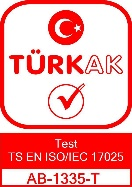 TÜRKAK
Test
TS EN ISO/IEC 17025
AB-1335-T